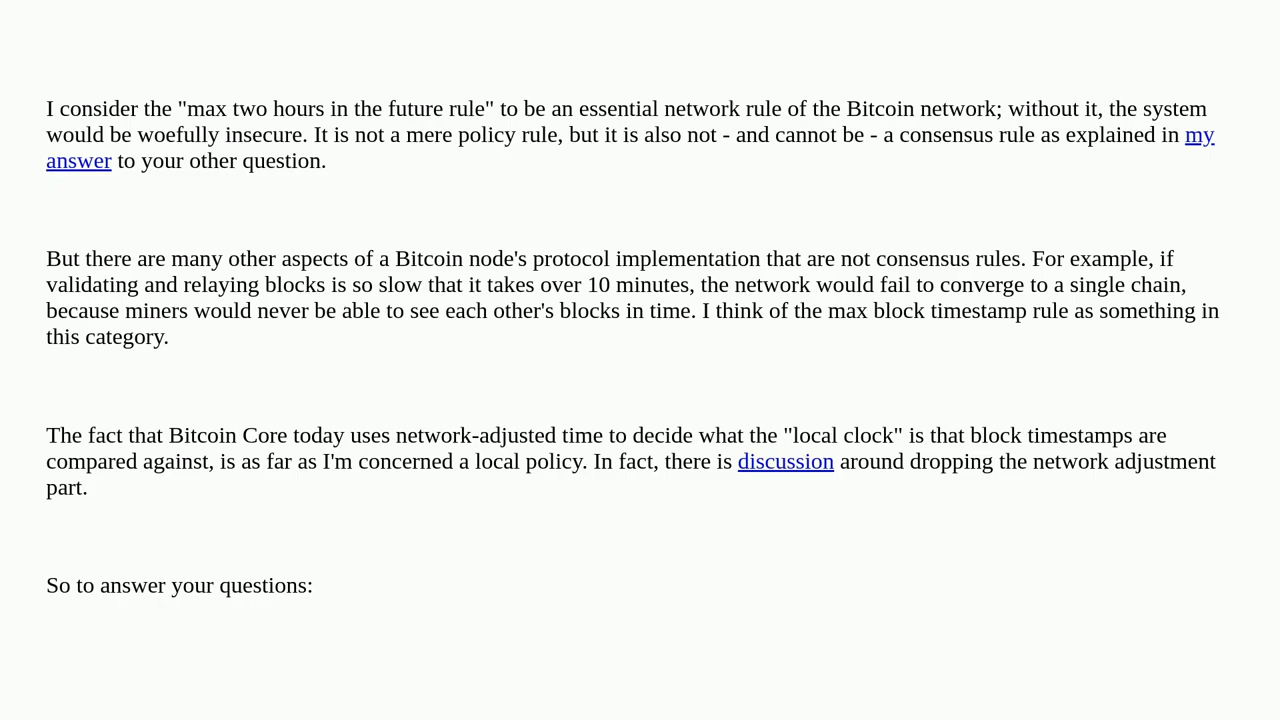 I consider the "max two hours in the future rule" to be an essential network rule of the Bitcoin network; without it, the system
would be woefully insecure. It is not a mere policy rule, but it is also not - and cannot be - a consensus rule as explained in my
answer to your other question.
But there are many other aspects of a Bitcoin node's protocol implementation that are not consensus rules. For example, if
validating and relaying blocks is so slow that it takes over 10 minutes, the network would fail to converge to a single chain,
because miners would never be able to see each other's blocks in time. I think of the max block timestamp rule as something in
this category.
The fact that Bitcoin Core today uses network-adjusted time to decide what the "local clock" is that block timestamps are
compared against, is as far as I'm concerned a local policy. In fact, there is discussion around dropping the network adjustment
part.
So to answer your questions: